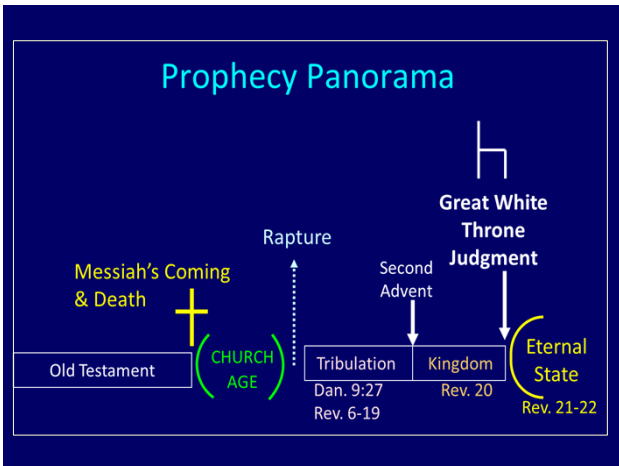 Prophecy Panorama
Great White
Throne
Judgment
Rapture
Messiah's Coming
& Death
Second
Advent
Old Testament
CHURCH
AGE
Tribulation
Kingdom
Eternal
State
Dan. 9:27
Rev. 6-19
Rev. 20
Rev. 21-22